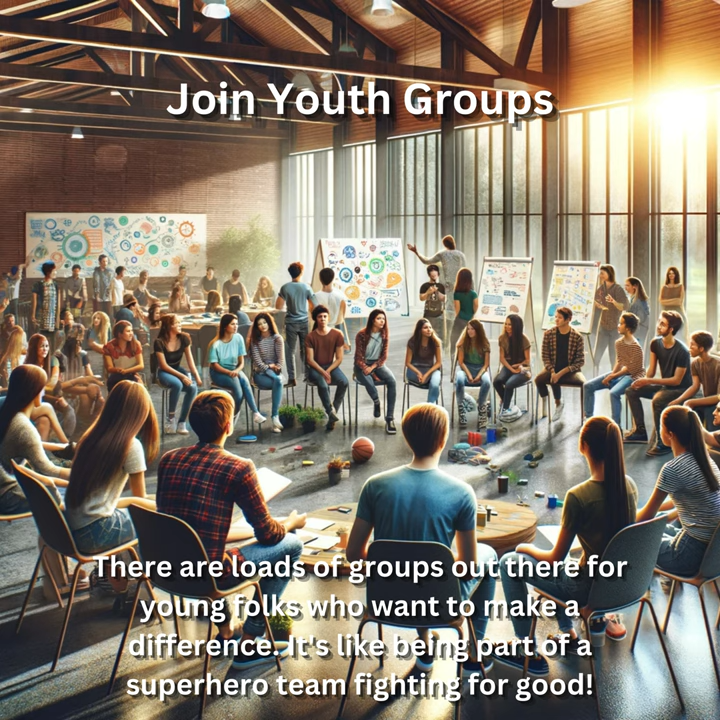 Join Youth Groups
There are loads of groups out there for
young folks who want to make a
difference. It's like being part of a
superhero team fighting for good!